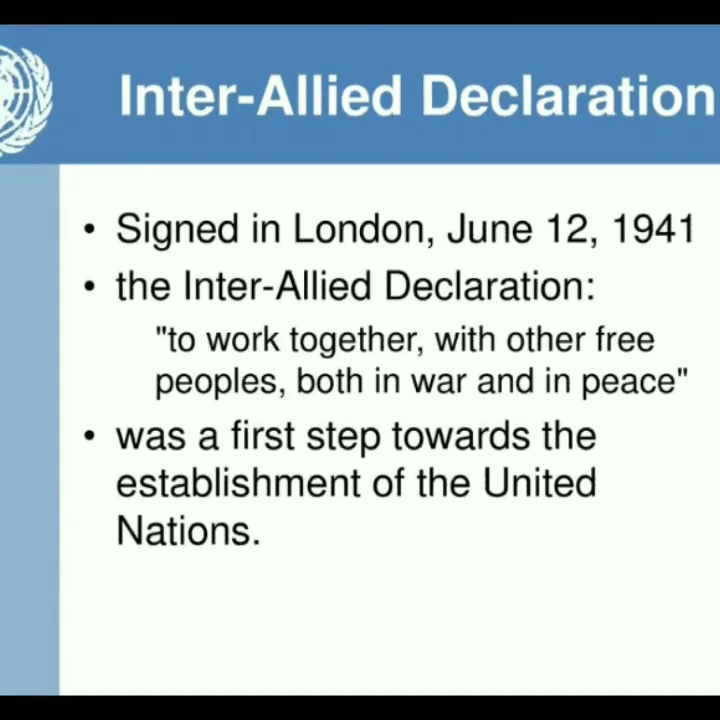 Inter-Allied Declaration
• Signed in London, June 12, 1941
• the Inter-Allied Declaration:
"to work together, with other free
peoples, both in war and in peace"
• was a first step towards the
establishment of the United
Nations.